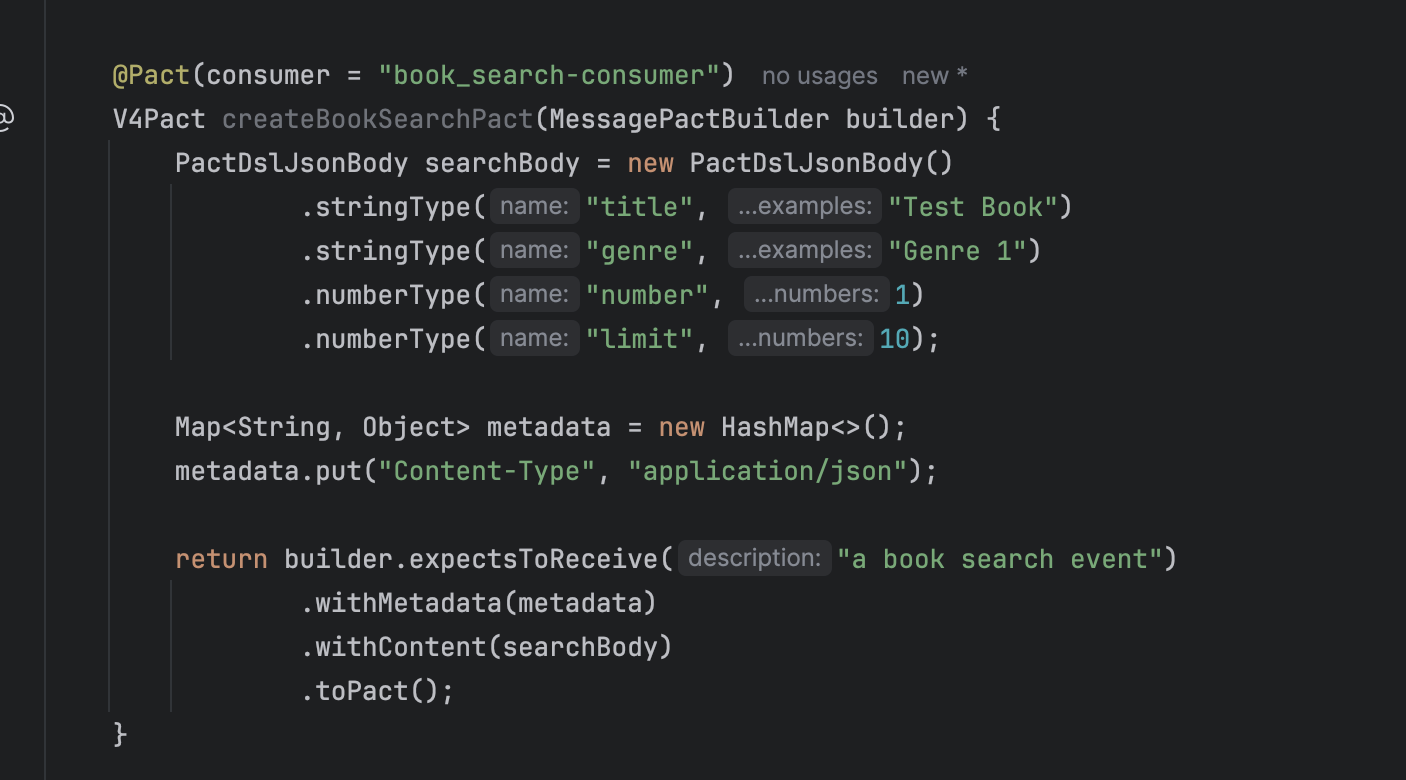 @Pact(consumer = "book_search-consumer") no usages new *
@
V4Pact createBookSearchPact(MessagePactBuilder builder) {
PactDslJsonBody searchBody = new PactDslJsonBody()
.stringType( name: "title", ...examples: "Test Book")
.stringType( name: "genre", ...examples: "Genre 1")
.numberType( name: "number", ...numbers: 1)
.numberType( name: "limit", ...numbers: 10);
Map<String, Object> metadata = new HashMap<>();
metadata.put("Content-Type", "application/json");
return builder.expectsToReceive( description: "a book search event")
.withMetadata(metadata)
.withContent(searchBody)
.toPact();
}